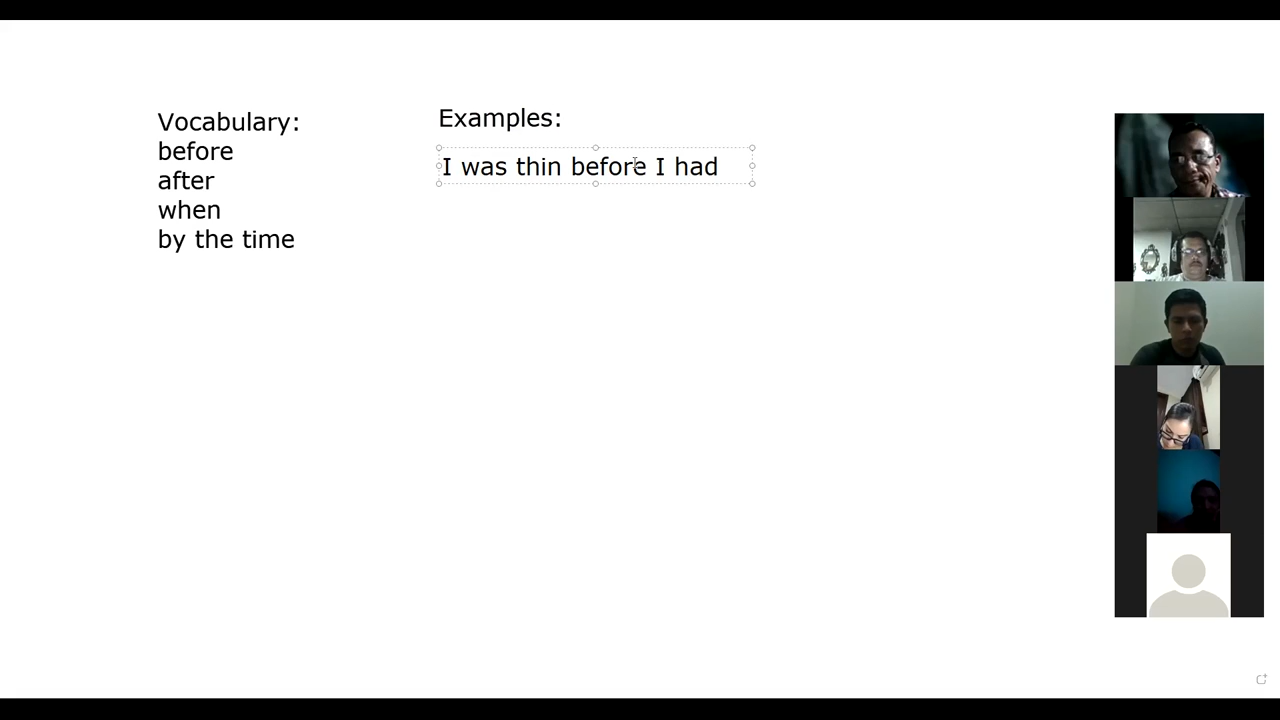 Vocabulary:
before
after
when
by the time
Examples:
I was thin before I had